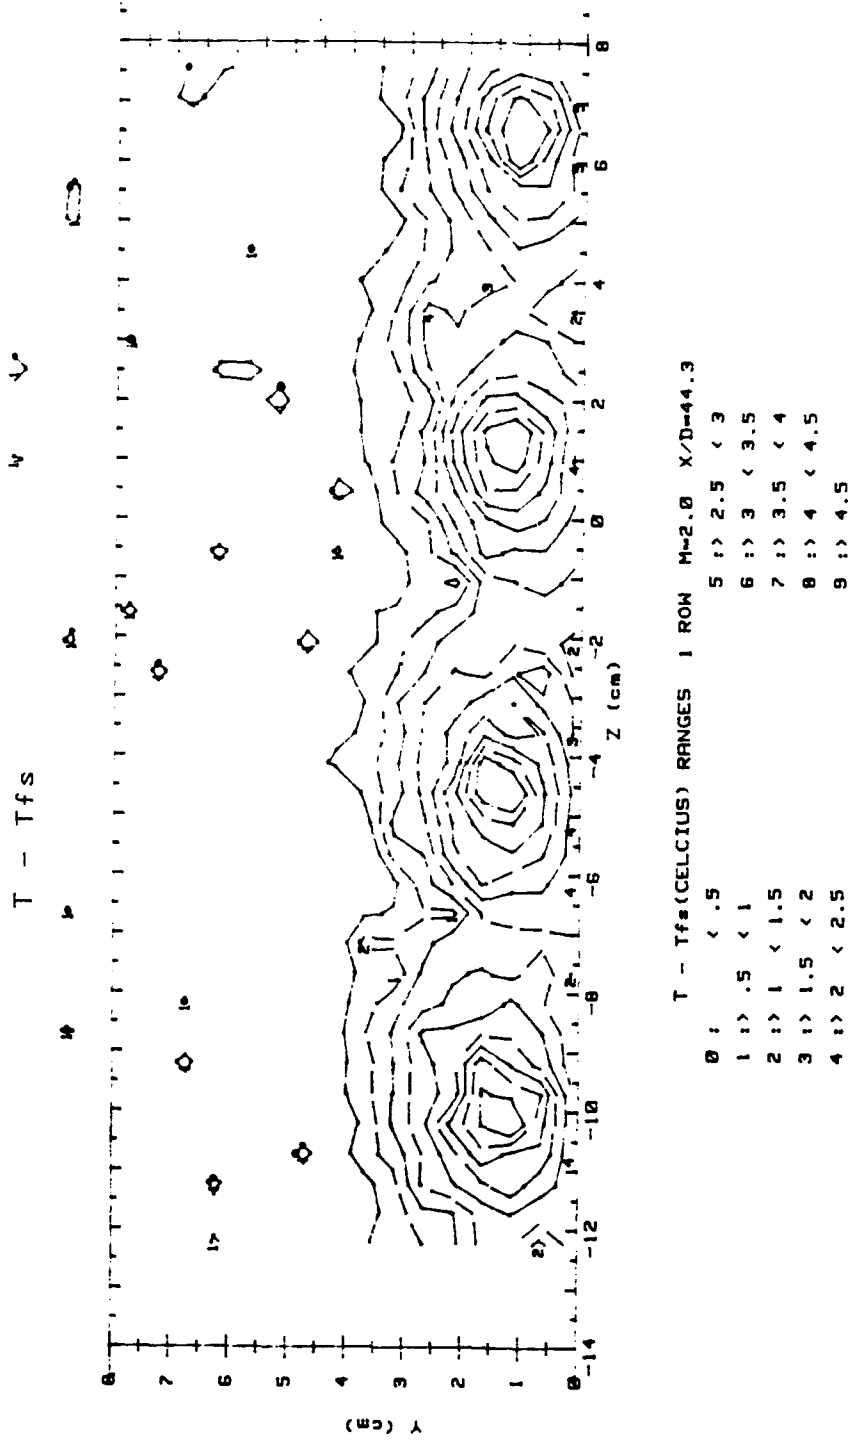 T - Tfs
Y (cm)
8 7 6 5 4 3 2 1 0
-14 -12 -10 -8 -6 -4 -2 0 2 4 6 8
Z (cm)
T - Tfs(CELCIUS) RANGES 1 ROW M=2.0 X/D=44.3
0 : < .5
1 :> .5 < 1
2 :> 1 < 1.5
3 :> 1.5 < 2
4 :> 2 < 2.5
5 :> 2.5 < 3
6 :> 3 < 3.5
7 :> 3.5 < 4
8 :> 4 < 4.5
9 :> 4.5